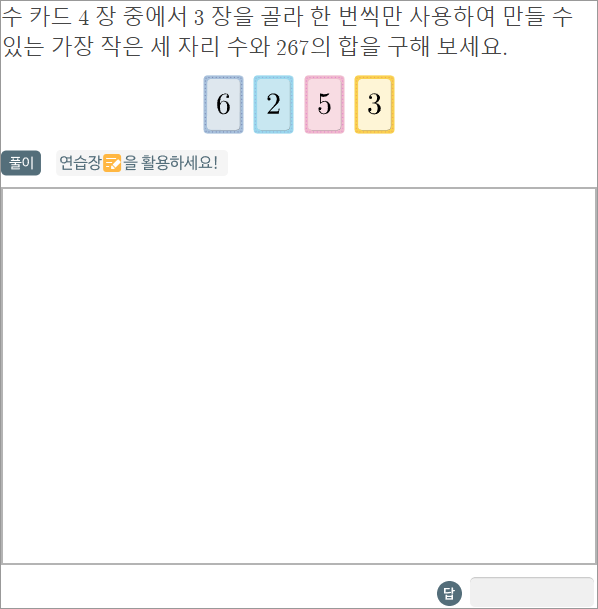 수 카드 4 장 중에서 3 장을 골라 한 번씩만 사용하여 만들 수
있는 가장 작은 세 자리 수와 267의 합을 구해 보세요.
6 2 5 3
풀이 연습장을 활용하세요!
답